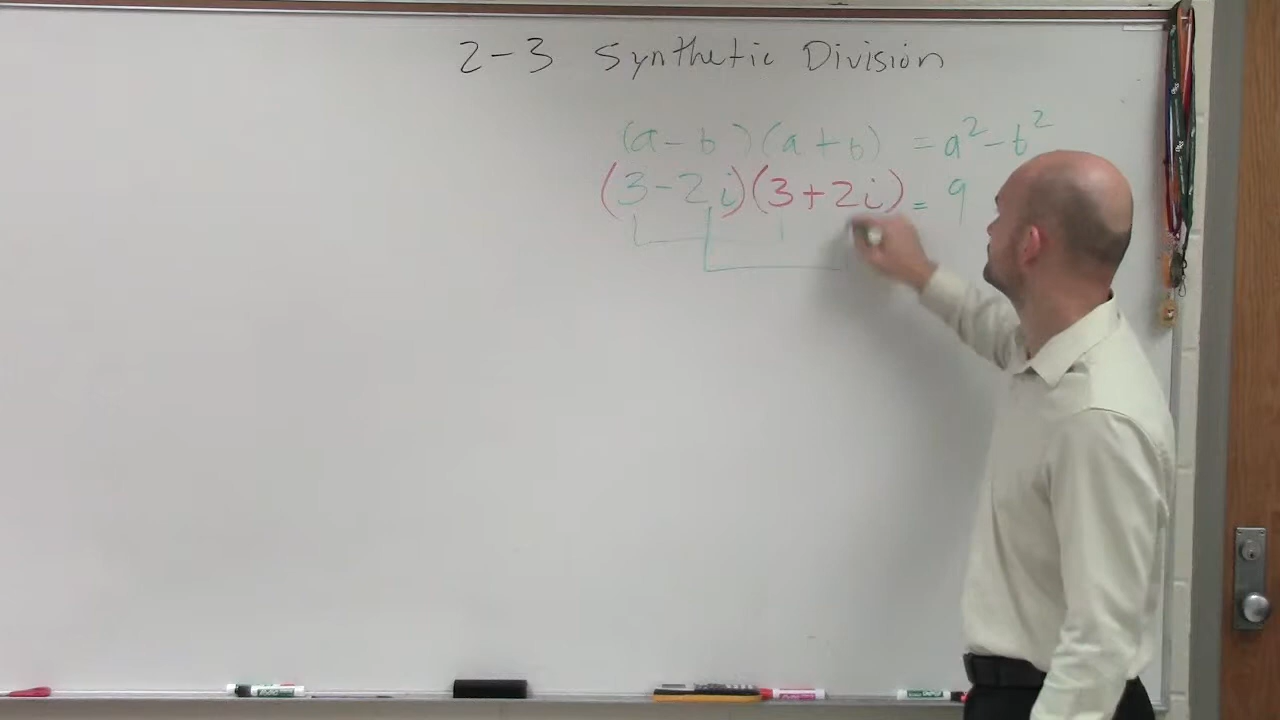 2-3 Synthetic Division
(a-b)(a+b) = a²-b²
(3-2i)(3+2i) = 9